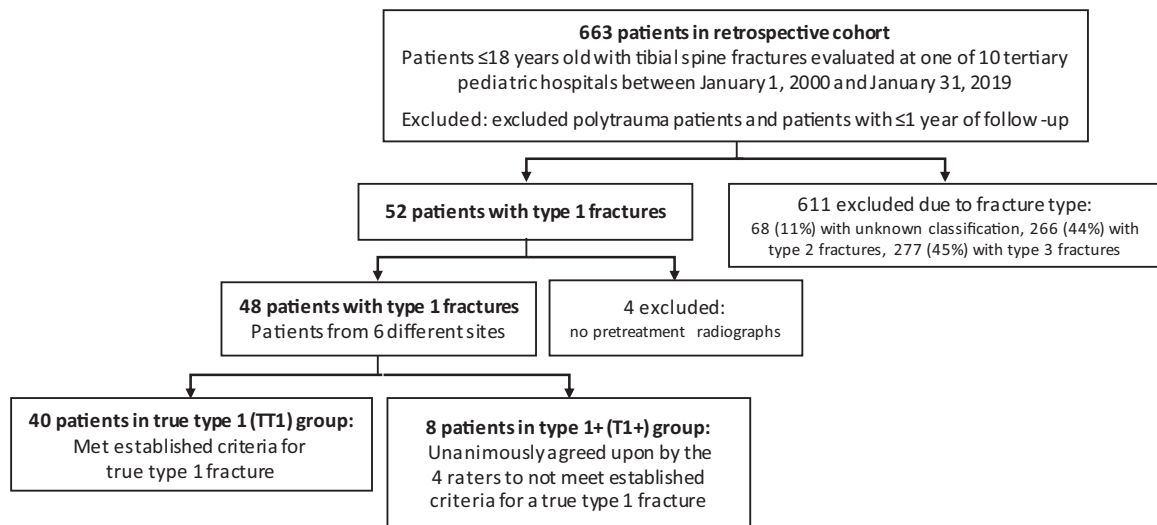 663 patients in retrospective cohort
Patients ≤18 years old with tibial spine fractures evaluated at one of 10 tertiary
pediatric hospitals between January 1, 2000 and January 31, 2019
Excluded: excluded polytrauma patients and patients with ≤1 year of follow -up
52 patients with type 1 fractures
611 excluded due to fracture type:
68 (11%) with unknown classification, 266 (44%) with
type 2 fractures, 277 (45%) with type 3 fractures
48 patients with type 1 fractures
Patients from 6 different sites
4 excluded:
no pretreatment radiographs
40 patients in true type 1 (TT1) group:
Met established criteria for
true type 1 fracture
8 patients in type 1+ (T1+) group:
Unanimously agreed upon by the
4 raters to not meet established
criteria for a true type 1 fracture